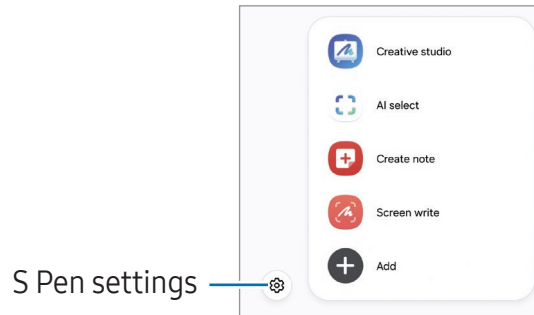 Creative studio
AI select
Create note
Screen write
Add
S Pen settings